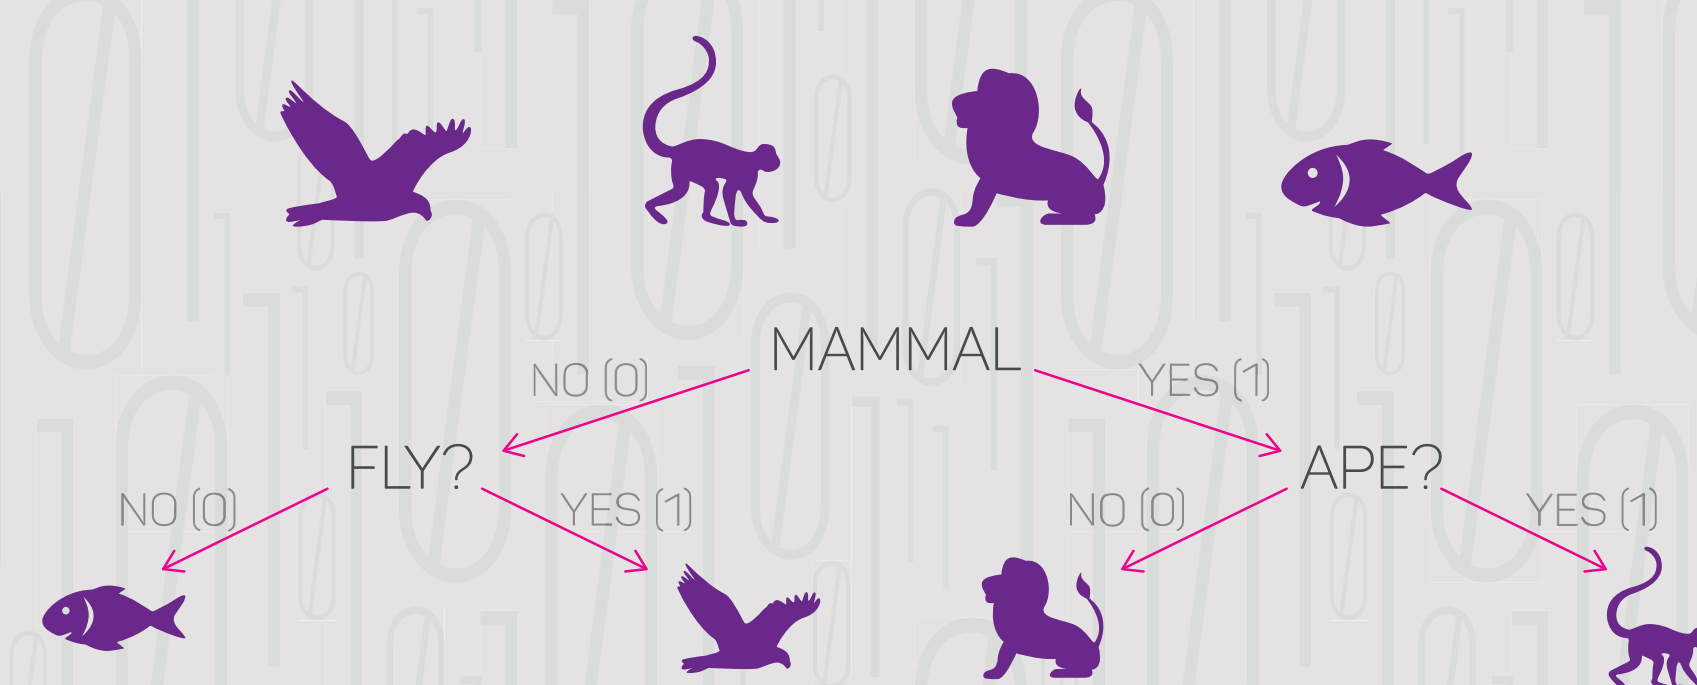 MAMMAL
NO (0)
YES (1)
FLY?
APE?
NO (0)
YES (1)
NO (0)
YES (1)